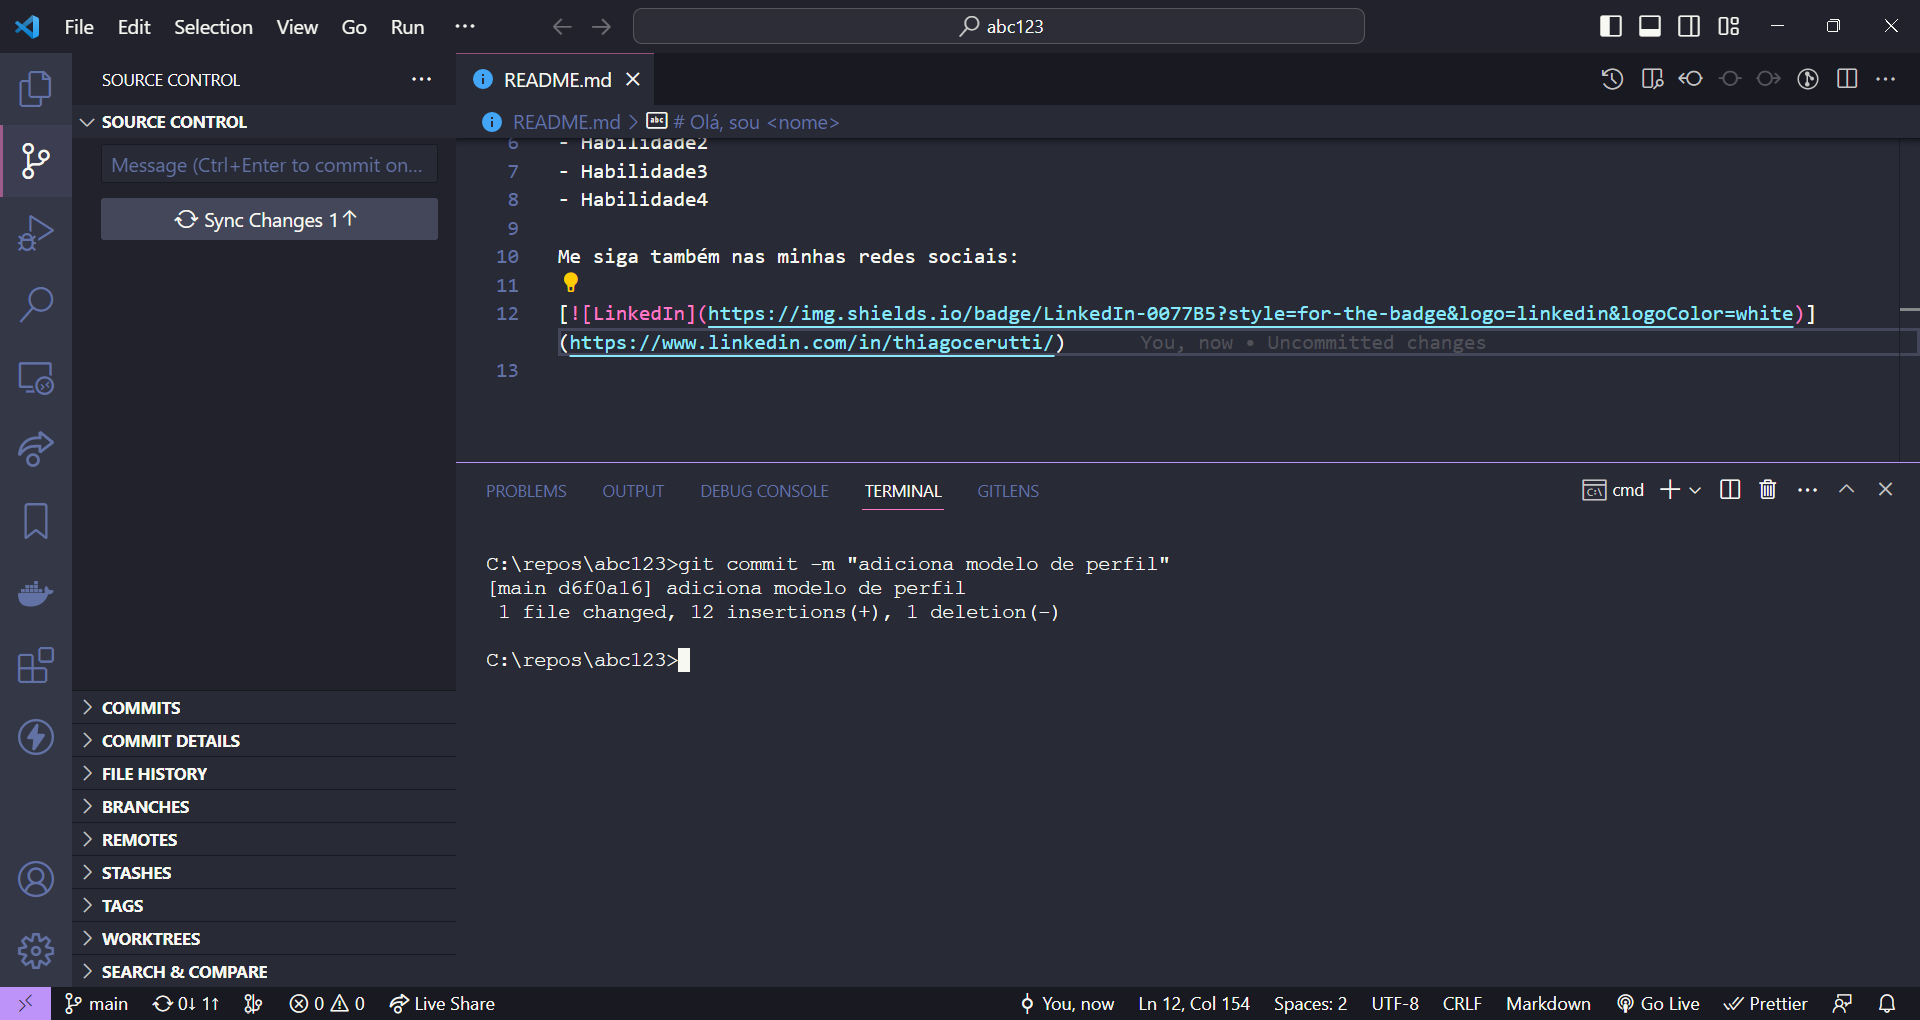 File Edit Selection View Go Run
abc123
SOURCE CONTROL
SOURCE CONTROL
Message (Ctrl+Enter to commit on...
Sync Changes 1↑
README.md
README.md > # Olá, sou <nome>
6 - Habilidade2
7 - Habilidade3
8 - Habilidade4
9
10 Me siga também nas minhas redes sociais:
11
12 [![LinkedIn](https://img.shields.io/badge/LinkedIn-0077B5?style=for-the-badge&logo=linkedin&logoColor=white)]
(https://www.linkedin.com/in/thiagocerutti/) You, now • Uncommitted changes
13
PROBLEMS OUTPUT DEBUG CONSOLE TERMINAL GITLENS
cmd
C:\repos\abc123>git commit -m "adiciona modelo de perfil"
[main d6f0a16] adiciona modelo de perfil
1 file changed, 12 insertions(+), 1 deletion(-)
C:\repos\abc123>
COMMITS
COMMIT DETAILS
FILE HISTORY
BRANCHES
REMOTES
STASHES
TAGS
WORKTREES
SEARCH & COMPARE
main 0↓ 1↑ 0 0 Live Share You, now Ln 12, Col 154 Spaces: 2 UTF-8 CRLF Markdown Go Live Prettier